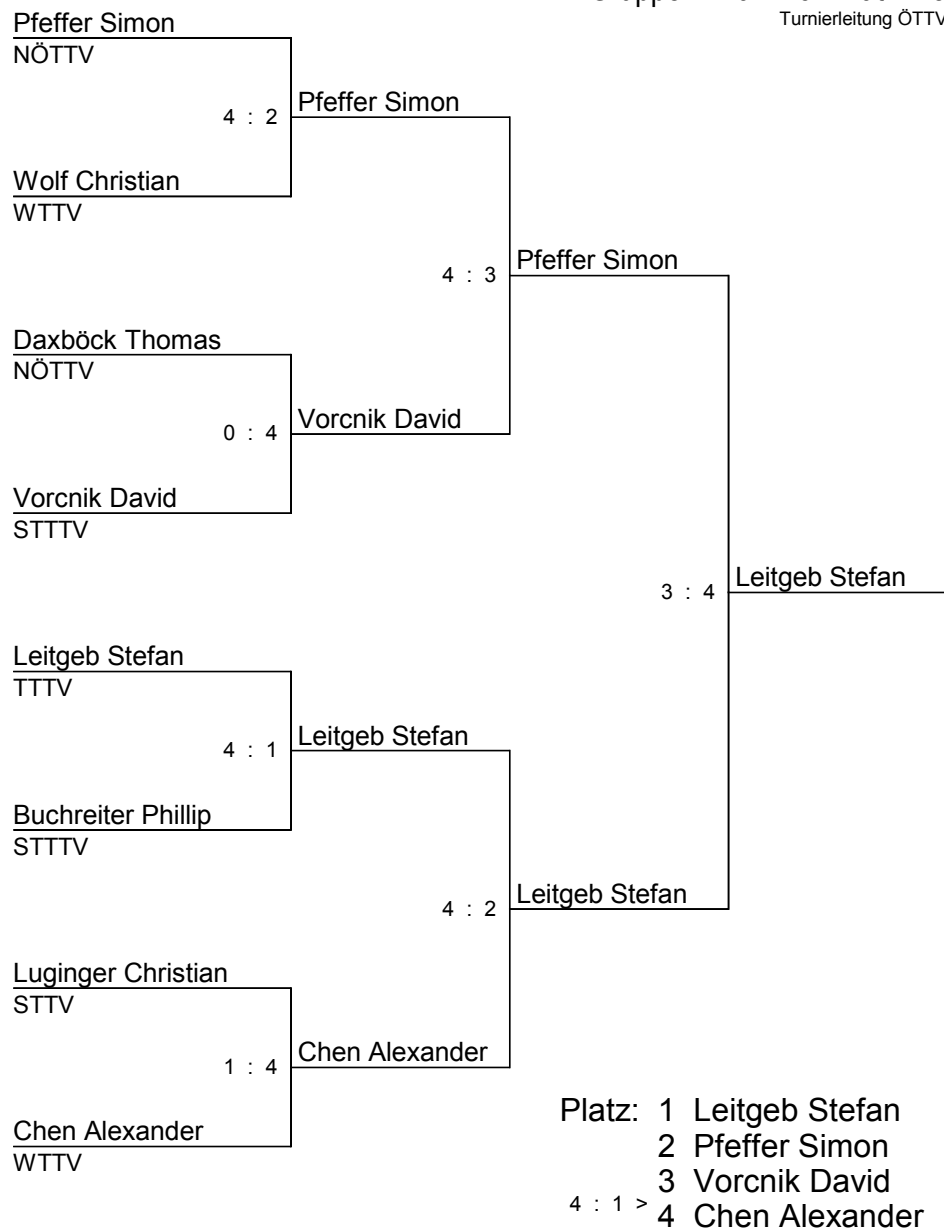 Turnierleitung ÖTTV
Pfeffer Simon
NÖTTV
4 : 2
Pfeffer Simon
Wolf Christian
WTTV
4 : 3
Pfeffer Simon
Daxböck Thomas
NÖTTV
0 : 4
Vorcnik David
Vorcnik David
STTTV
3 : 4
Leitgeb Stefan
Leitgeb Stefan
TTTV
4 : 1
Leitgeb Stefan
Buchreiter Phillip
STTTV
4 : 2
Leitgeb Stefan
Luginger Christian
STTV
1 : 4
Chen Alexander
Chen Alexander
WTTV
Platz: 1 Leitgeb Stefan
2 Pfeffer Simon
3 Vorcnik David
4 : 1 >
4 Chen Alexander